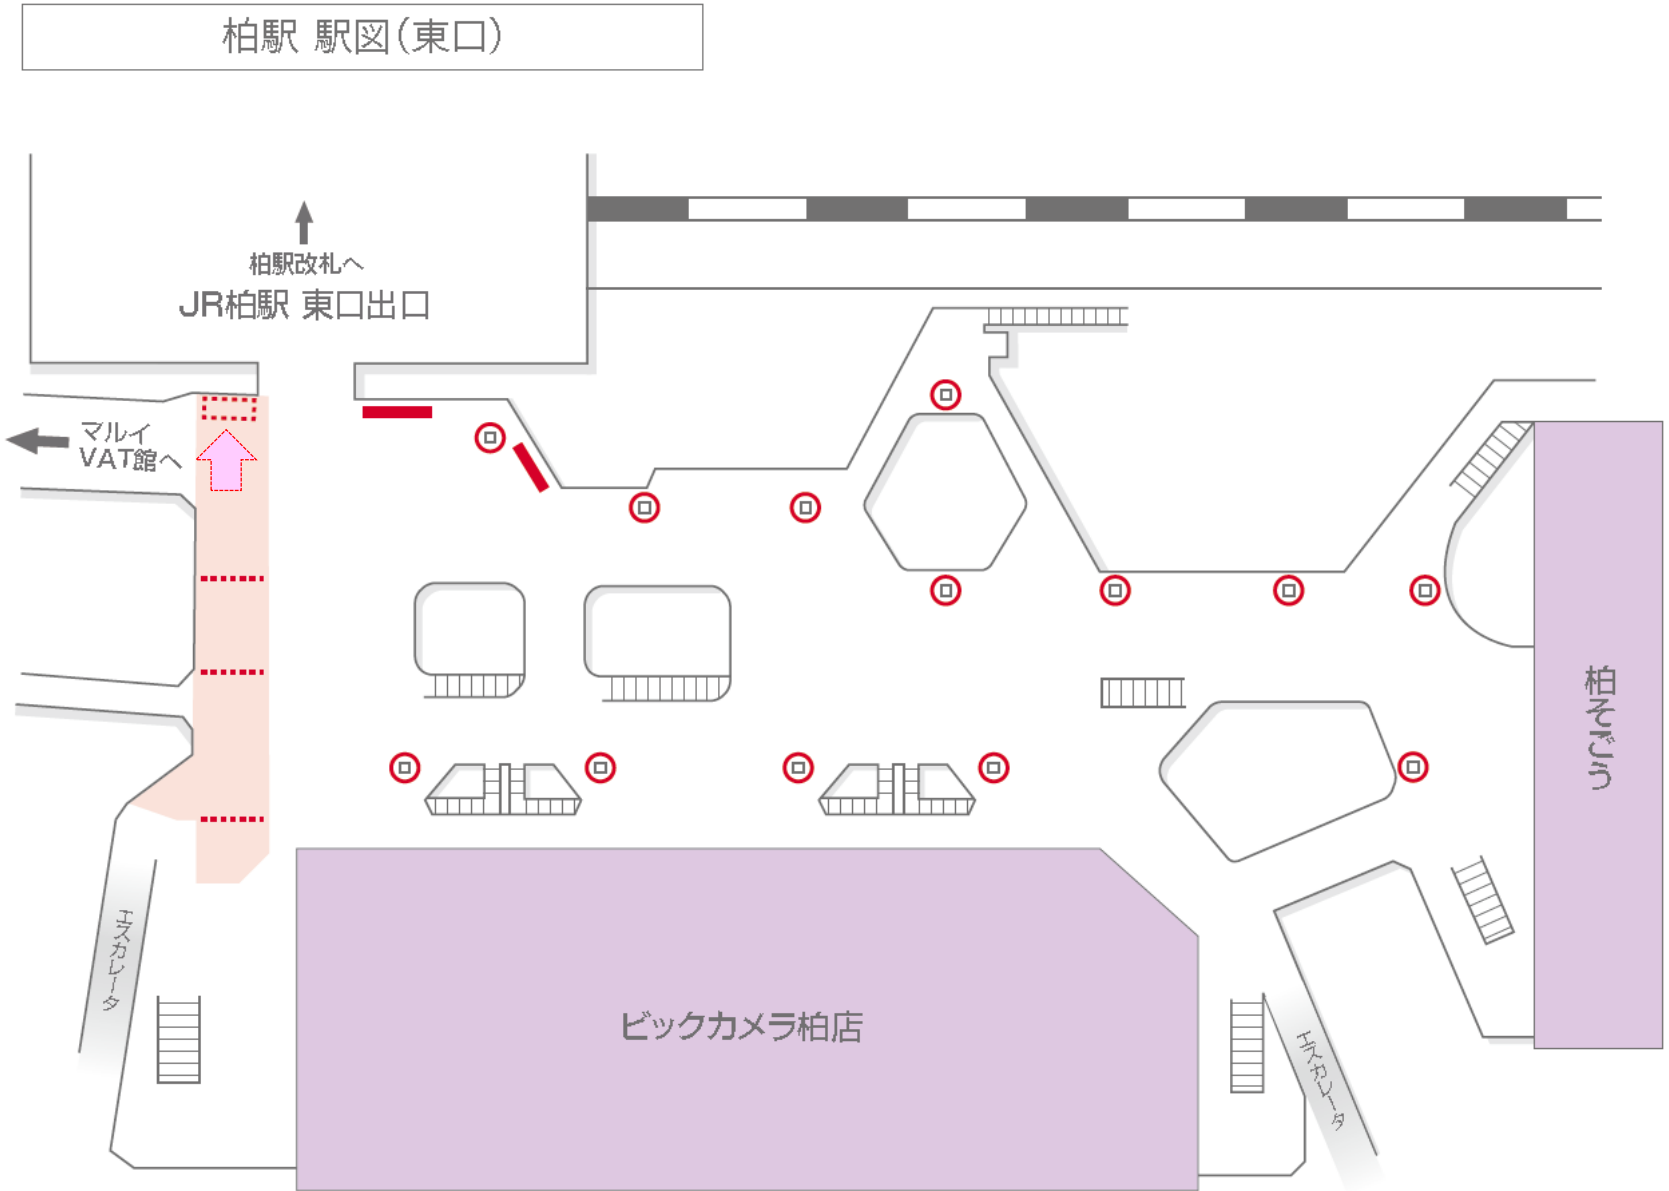 柏駅 駅図(東口)
柏駅改札へ
JR柏駅 東口出口
マルイ
VAT館へ
柏そごう
エスカレータ
ビックカメラ柏店
エスカレータ